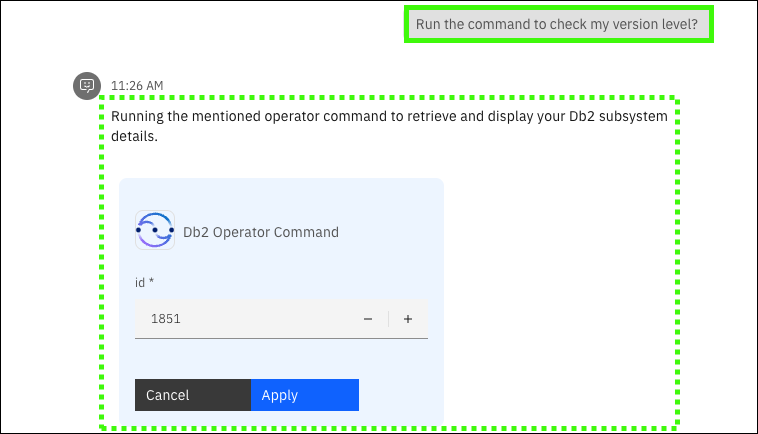 Run the command to check my version level?
11:26 AM
Running the mentioned operator command to retrieve and display your Db2 subsystem
details.
Db2 Operator Command
id *
1851
Cancel
Apply